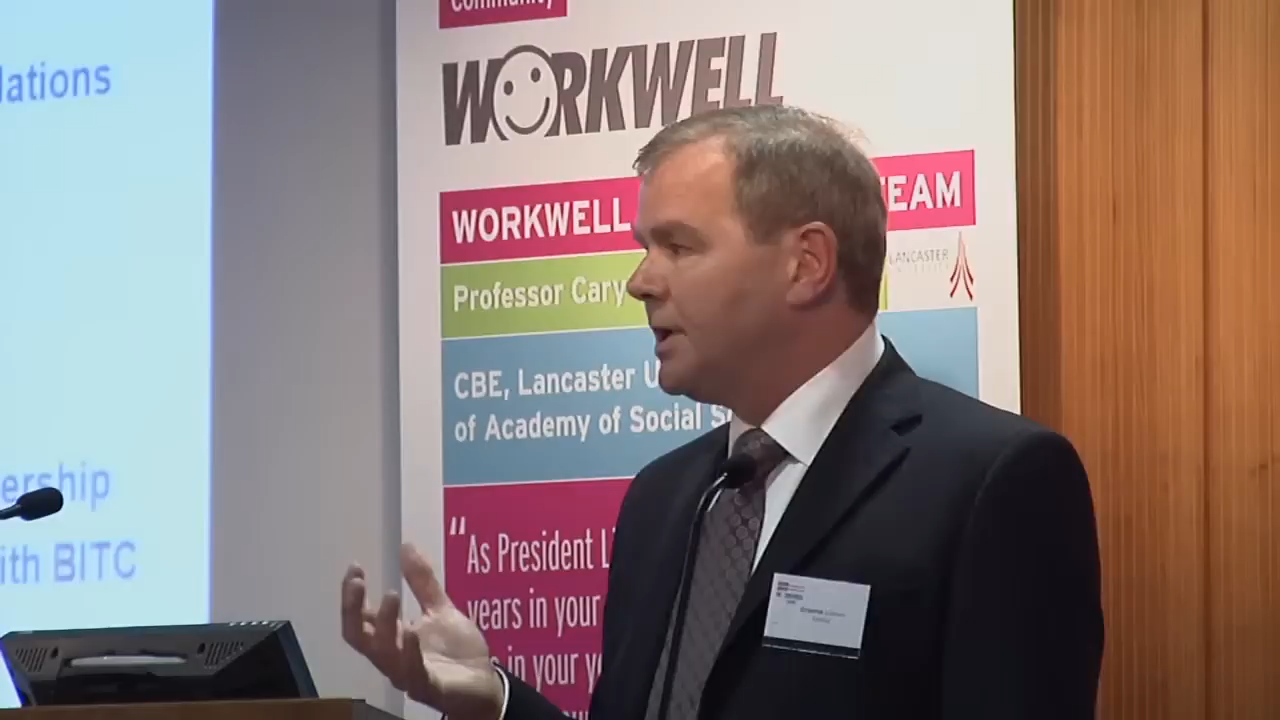 lations
ership
ith BITC
Community
WORKWELL
WORKWELL EAM
Professor Cary
LANCASTER
CBE, Lancaster U
of Academy of Social S
“As President L
years in your
in your y